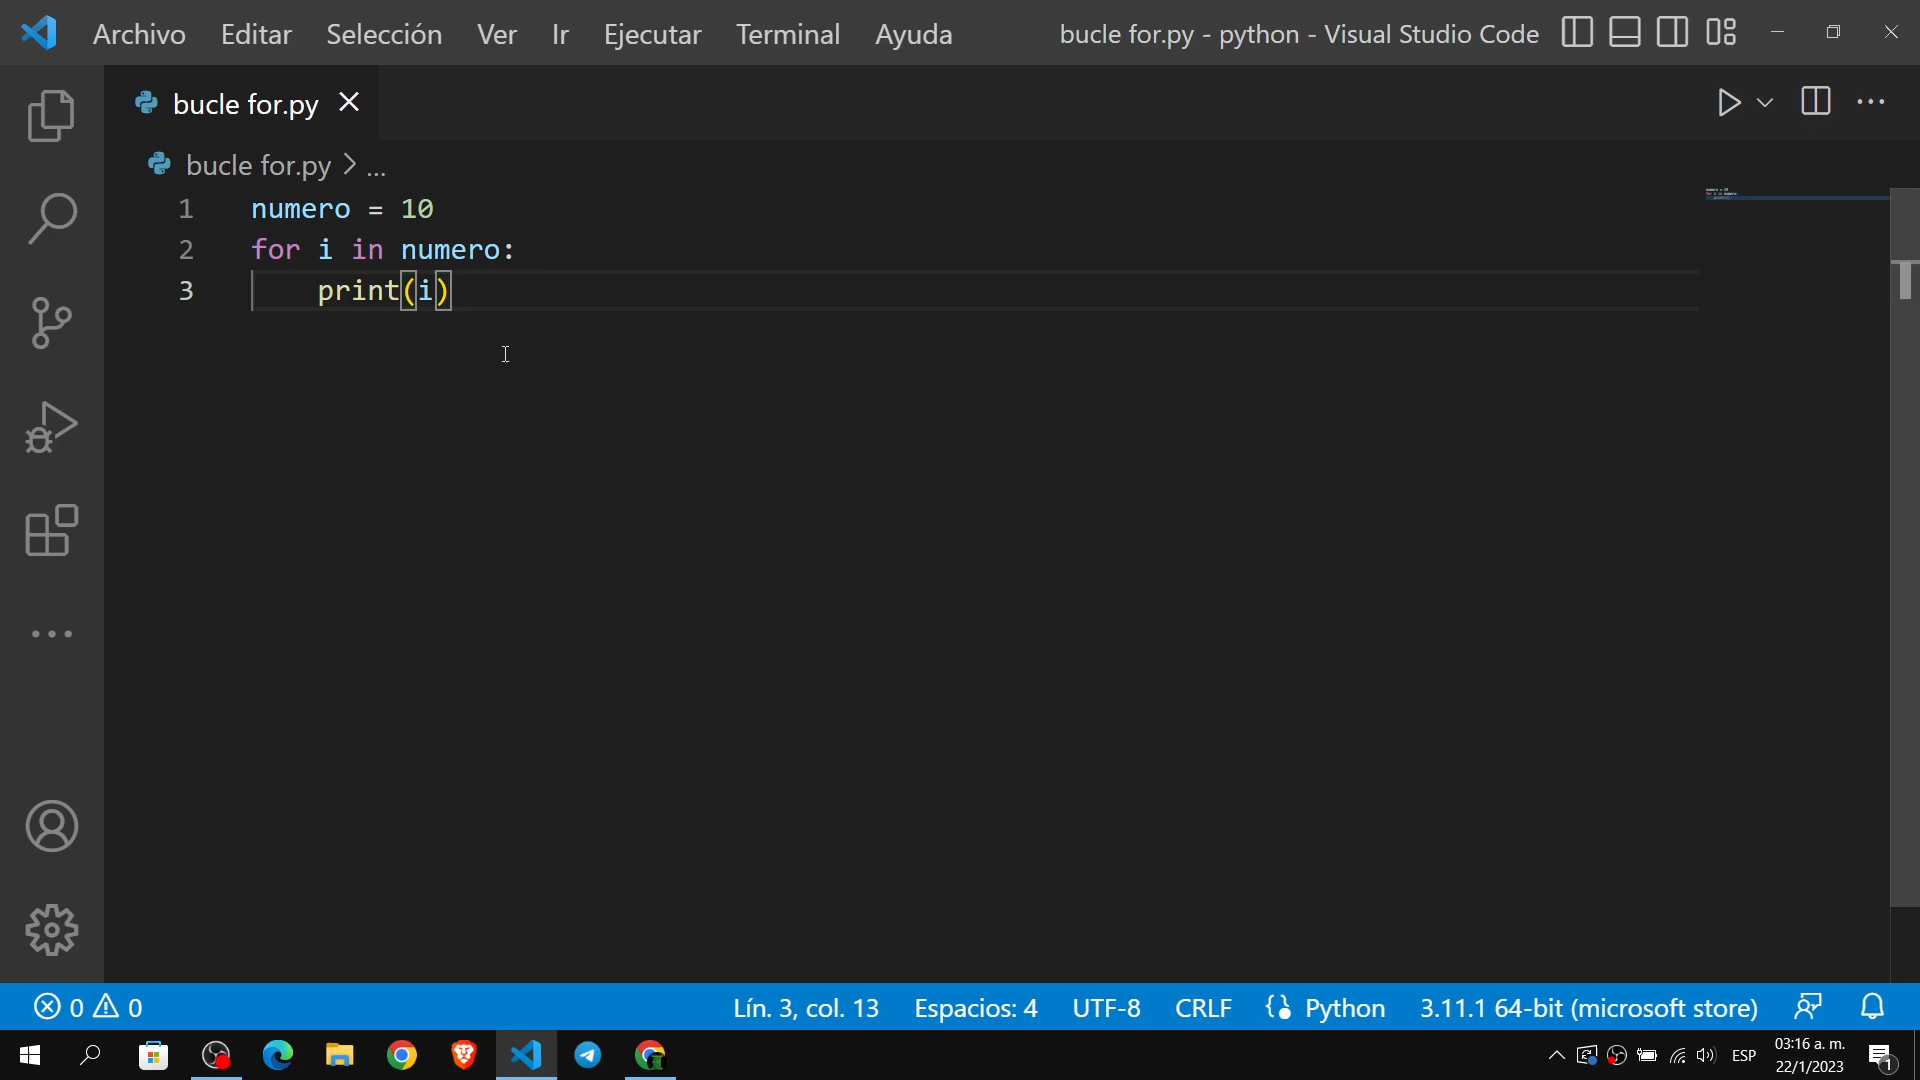 Archivo Editar Selección Ver Ir Ejecutar Terminal Ayuda bucle for.py - python - Visual Studio Code
bucle for.py
bucle for.py > ...
1 numero = 10
2 for i in numero:
3 print(i)
0 0 Lín. 3, col. 13 Espacios: 4 UTF-8 CRLF Python 3.11.1 64-bit (microsoft store)
ESP 03:16 a. m.
22/1/2023
1